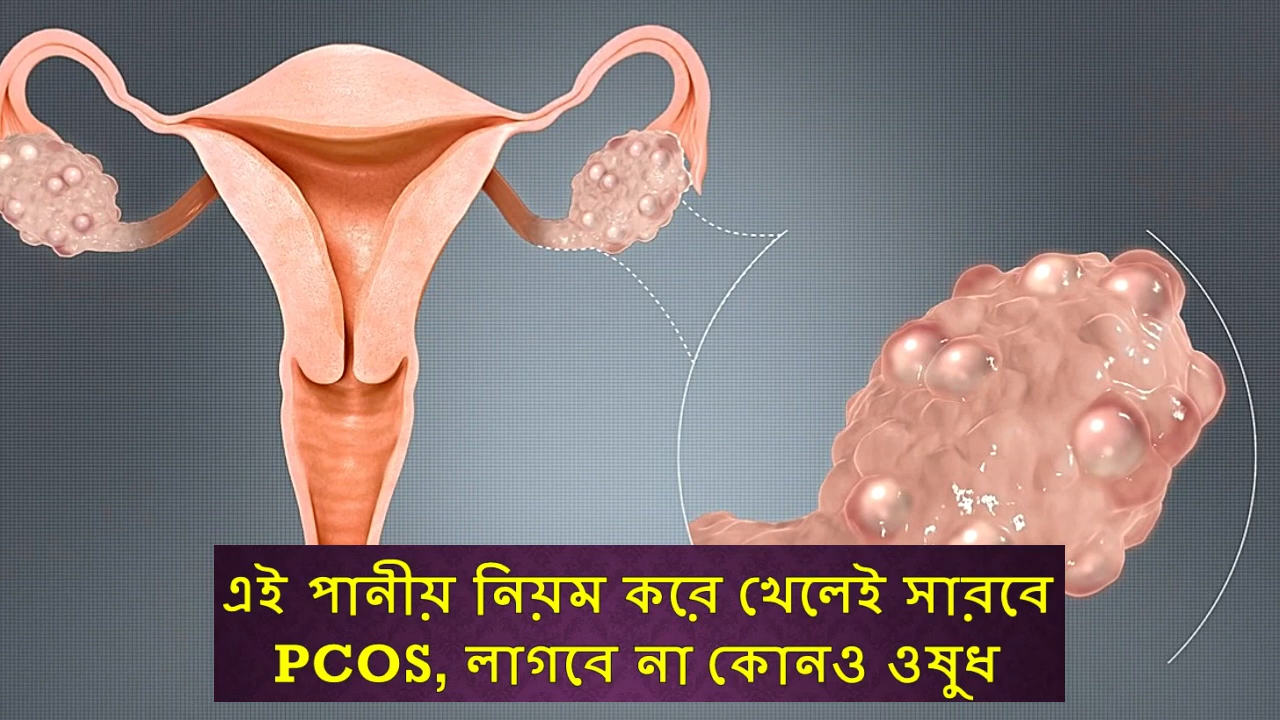 এই পানীয় নিয়ম করে খেলেই সারবে
PCOS, লাগবে না কোনও ওষুধ